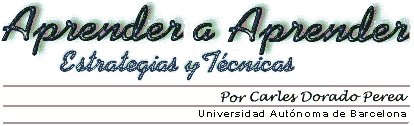 Aprender a Aprender
Estrategias y Técnicas
Por Carles Dorado Perea
Universidad Autónoma de Barcelona